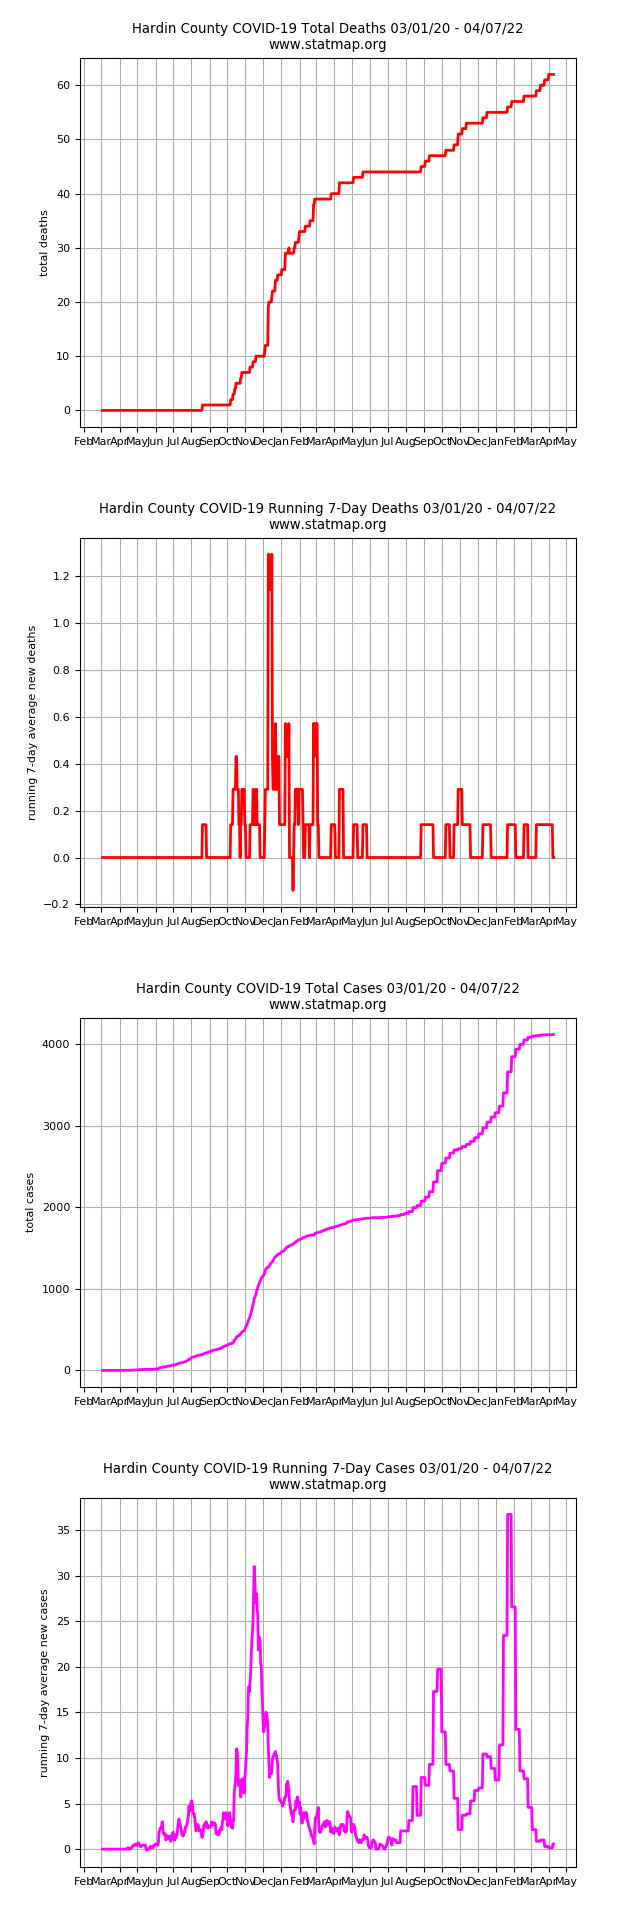 Hardin County COVID-19 Total Deaths 03/01/20 - 04/07/22
www.statmap.org
60
50
40
30
20
10
0
total deaths
Feb Mar Apr May Jun Jul Aug Sep Oct Nov Dec Jan Feb Mar Apr May Jun Jul Aug Sep Oct Nov Dec Jan Feb Mar Apr May
Hardin County COVID-19 Running 7-Day Deaths 03/01/20 - 04/07/22
www.statmap.org
1.2
1.0
0.8
0.6
0.4
0.2
0.0
−0.2
running 7-day average new deaths
Feb Mar Apr May Jun Jul Aug Sep Oct Nov Dec Jan Feb Mar Apr May Jun Jul Aug Sep Oct Nov Dec Jan Feb Mar Apr May
Hardin County COVID-19 Total Cases 03/01/20 - 04/07/22
www.statmap.org
4000
3000
2000
1000
0
total cases
Feb Mar Apr May Jun Jul Aug Sep Oct Nov Dec Jan Feb Mar Apr May Jun Jul Aug Sep Oct Nov Dec Jan Feb Mar Apr May
Hardin County COVID-19 Running 7-Day Cases 03/01/20 - 04/07/22
www.statmap.org
35
30
25
20
15
10
5
0
running 7-day average new cases
Feb Mar Apr May Jun Jul Aug Sep Oct Nov Dec Jan Feb Mar Apr May Jun Jul Aug Sep Oct Nov Dec Jan Feb Mar Apr May